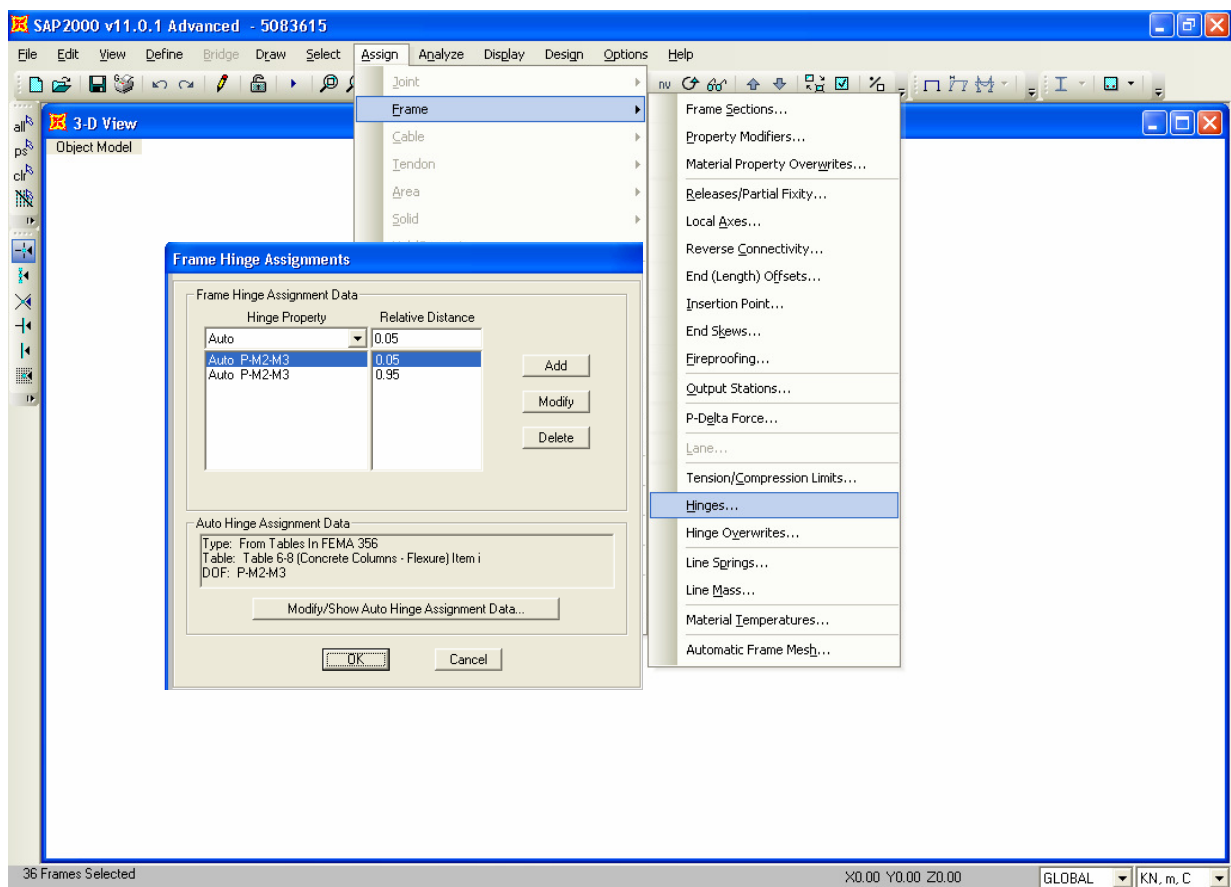 SAP2000 v11.0.1 Advanced - 5083615
File Edit View Define Bridge Draw Select Assign Analyze Display Design Options Help
nv
3-D View
Object Model
all
ps
clr
Joint
Frame
Cable
Tendon
Area
Solid
Frame Sections...
Property Modifiers...
Material Property Overwrites...
Releases/Partial Fixity...
Local Axes...
Reverse Connectivity...
End (Length) Offsets...
Insertion Point...
End Skews...
Fireproofing...
Output Stations...
P-Delta Force...
Lane...
Tension/Compression Limits...
Hinges...
Hinge Overwrites...
Line Springs...
Line Mass...
Material Temperatures...
Automatic Frame Mesh...
Frame Hinge Assignments
Frame Hinge Assignment Data
Hinge Property Relative Distance
Auto 0.05
Auto P-M2-M3 0.05
Auto P-M2-M3 0.95
Add
Modify
Delete
Auto Hinge Assignment Data
Type: From Tables In FEMA 356
Table: Table 6-8 (Concrete Columns - Flexure) Item i
DOF: P-M2-M3
Modify/Show Auto Hinge Assignment Data...
OK Cancel
36 Frames Selected X0.00 Y0.00 Z0.00 GLOBAL KN, m, C